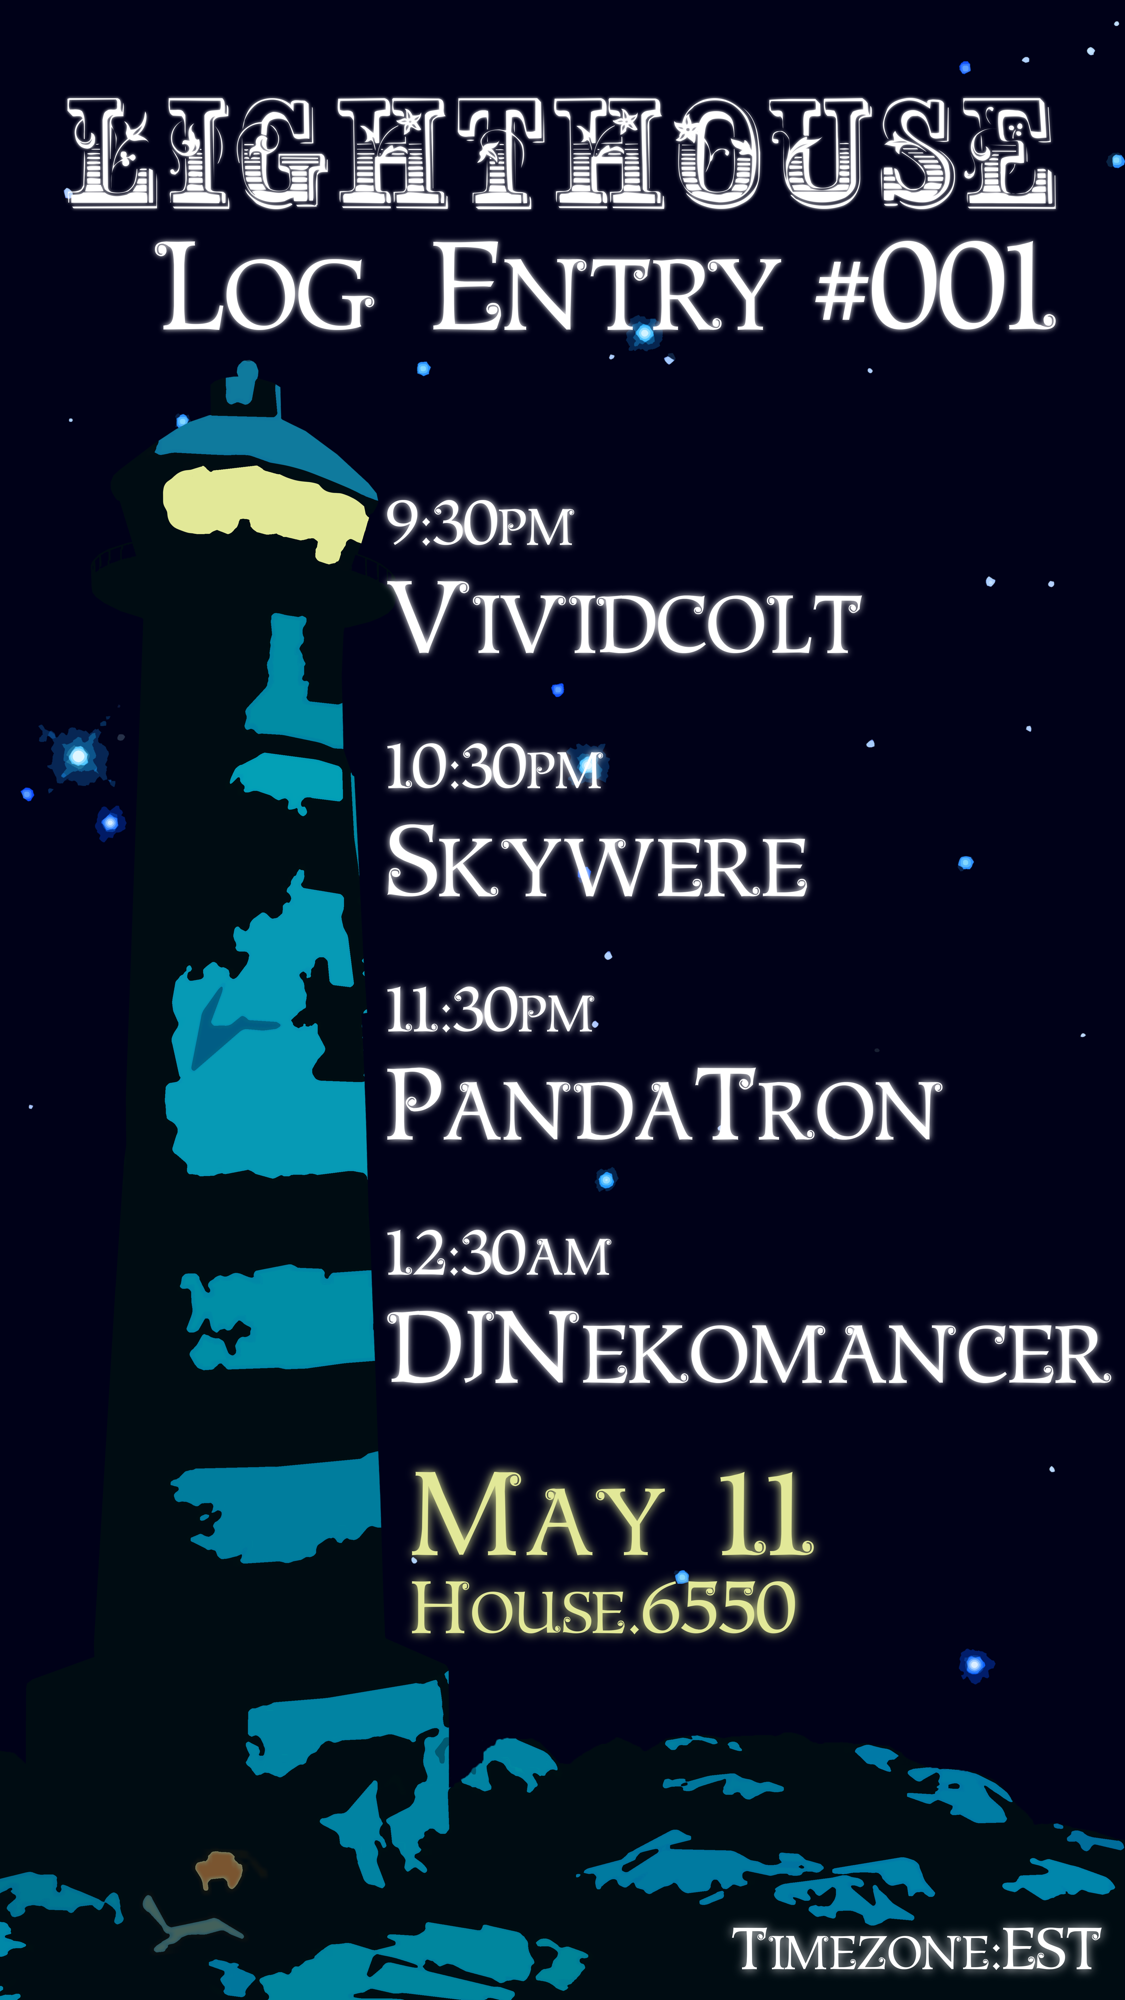 LIGHTHOUSE
Log Entry #001
9:30pm
Vividcolt
10:30pm
Skywere
11:30pm
PandaTron
12:30am
DJNekomancer
May 11
House.6550
Timezone:EST